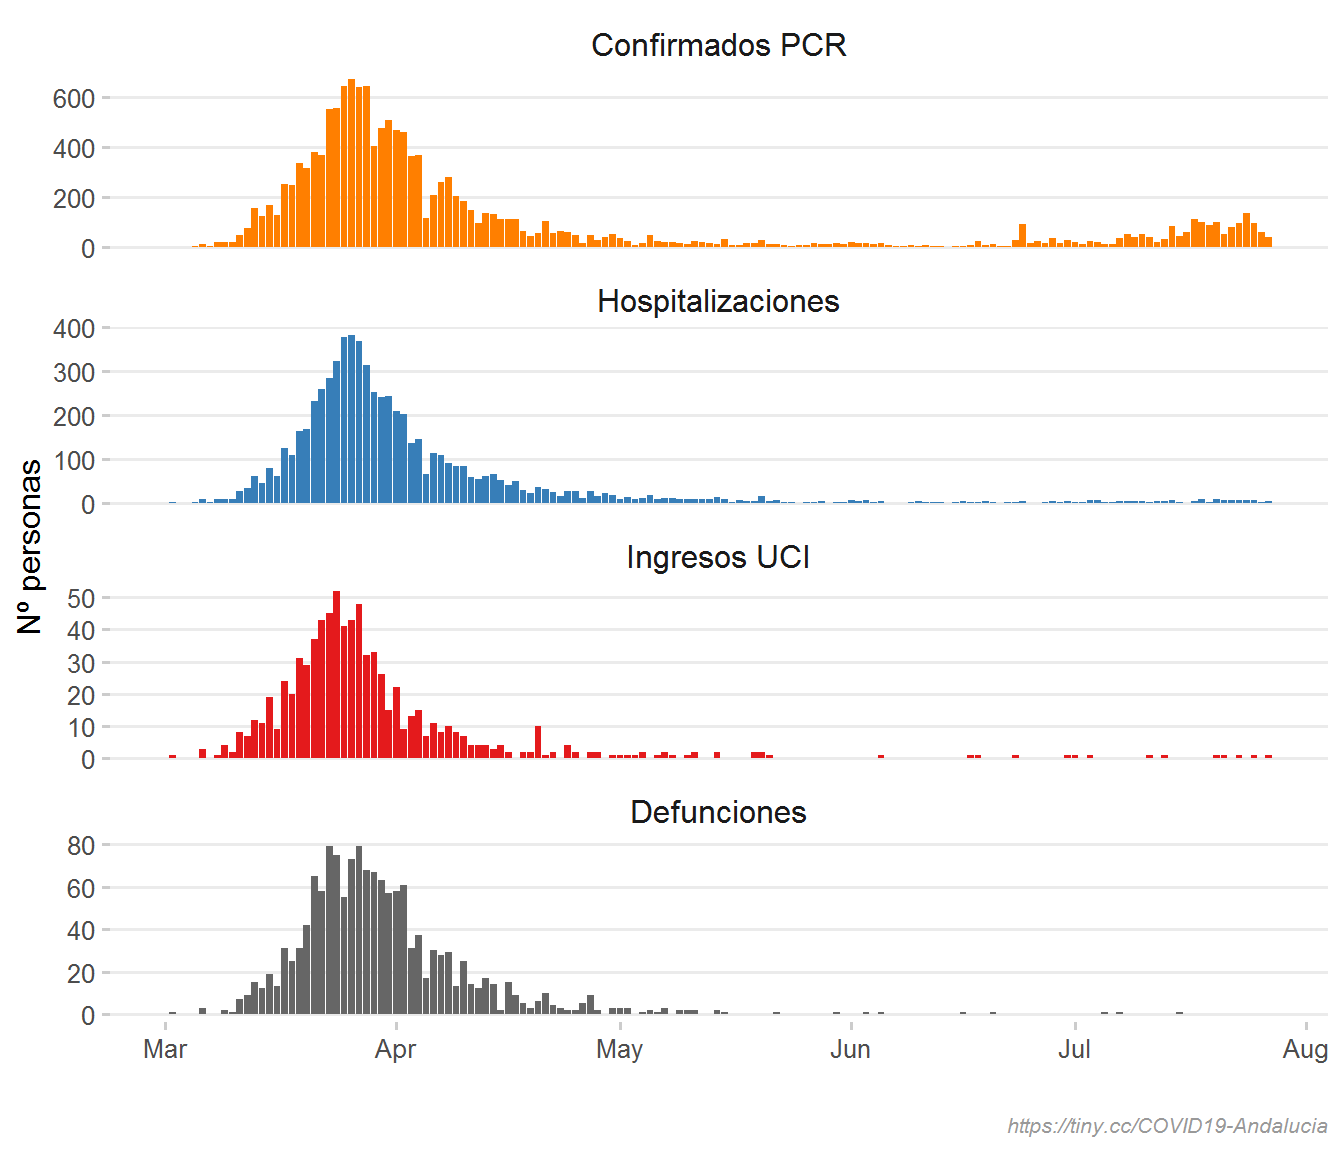 Confirmados PCR
600
400
200
0
Hospitalizaciones
400
300
200
100
0
Nº personas
Ingresos UCI
50
40
30
20
10
0
Defunciones
80
60
40
20
0
Mar Apr May Jun Jul Aug
https://tiny.cc/COVID19-Andalucia